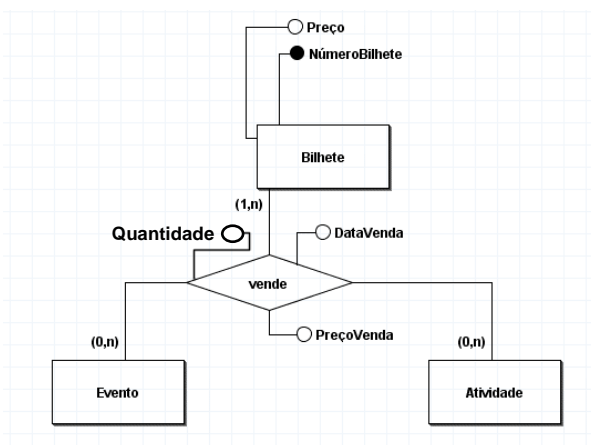 Preço
NúmeroBilhete
Bilhete
(1,n)
Quantidade
DataVenda
vende
PreçoVenda
(0,n)
(0,n)
Evento
Atividade